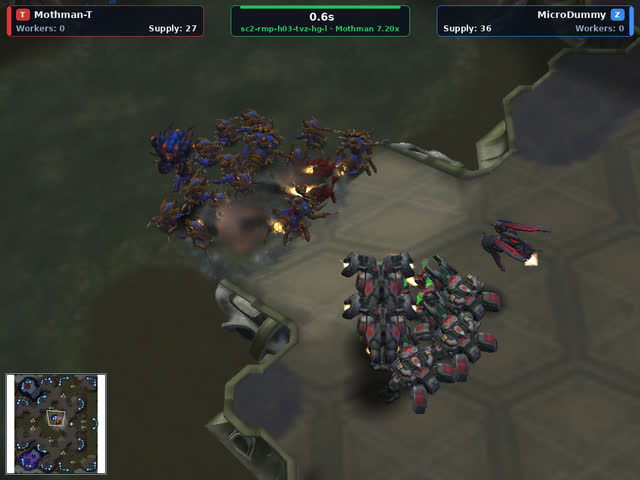 T Mothman-T
Workers: 0 Supply: 27
0.6s
sc2-rmp-h03-tvz-hg-l · Mothman 7.20x
MicroDummy Z
Supply: 36 Workers: 0